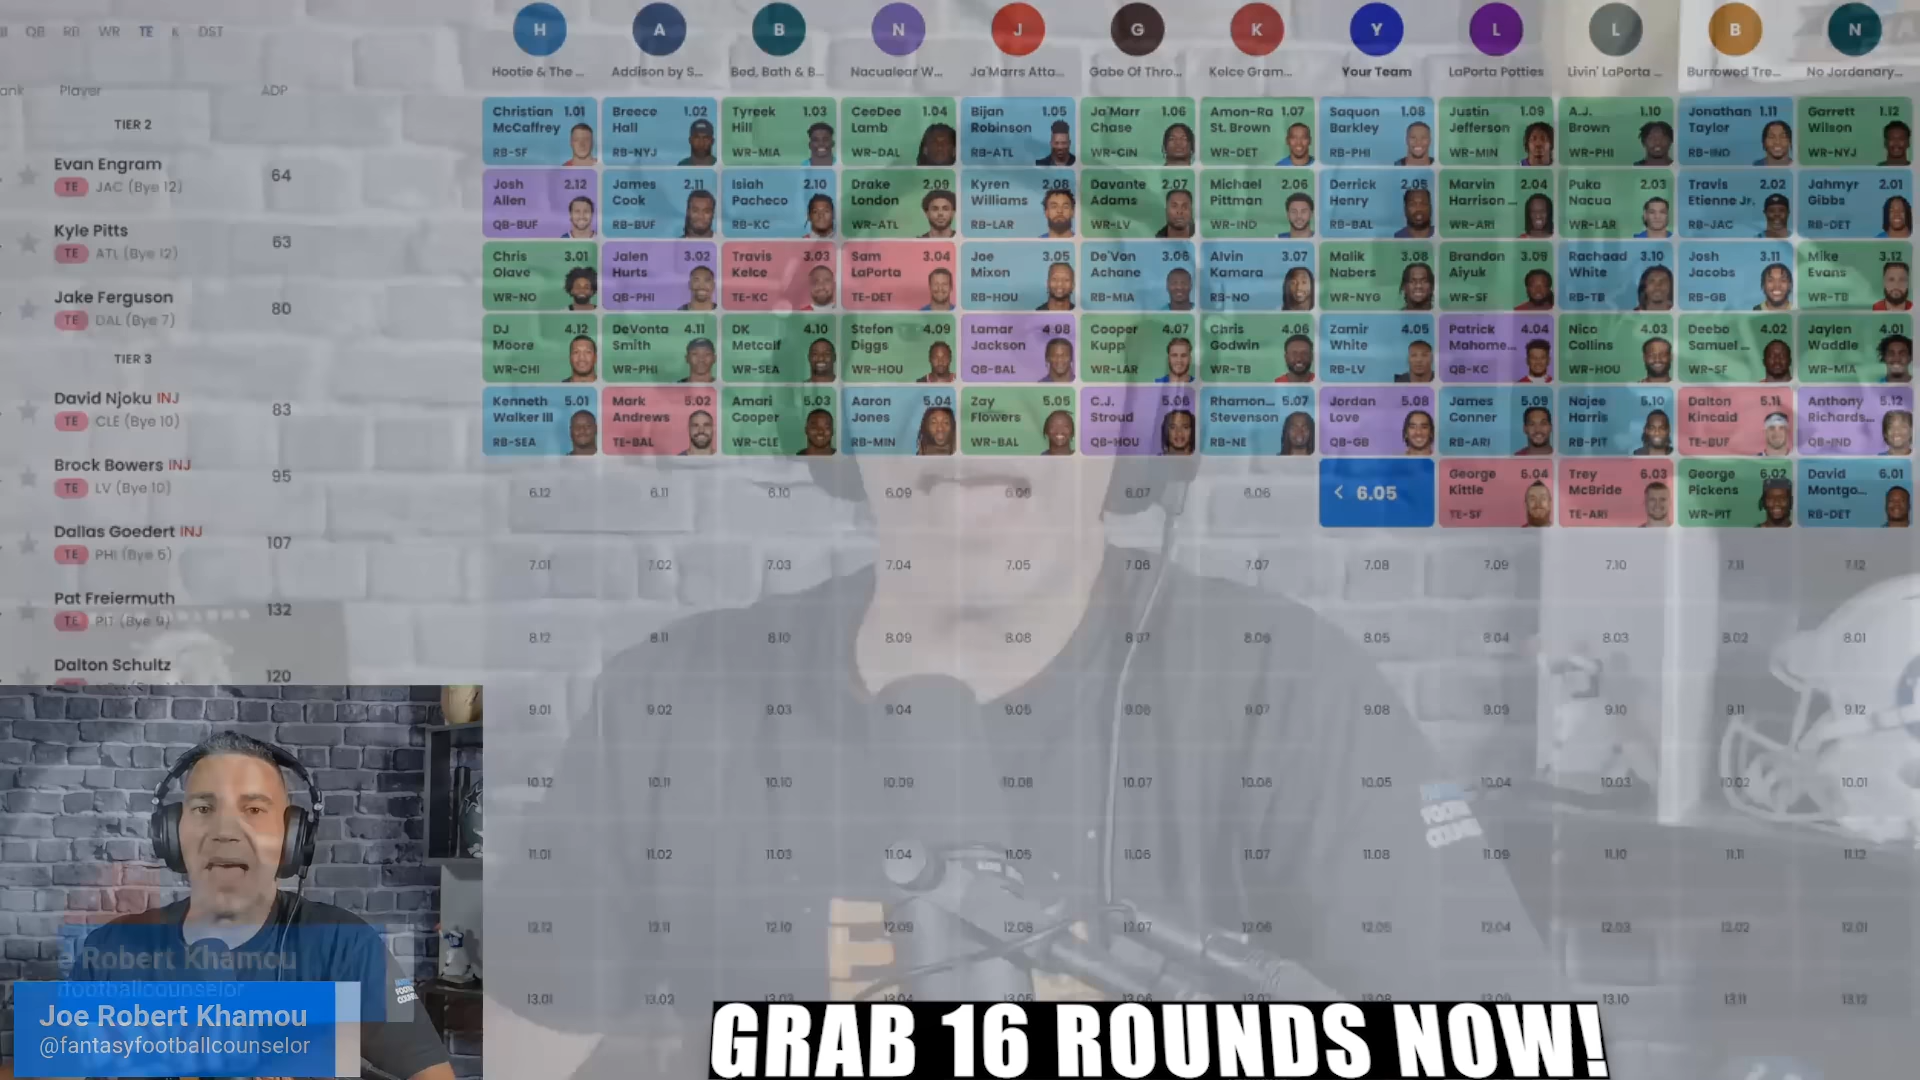 QB RB WR TE K DST
H A B N J G K Y L L B N
Hootie & The ... Addison by S... Bed, Bath & B... Nacualear W... Ja'Marrs Atta... Gabe Of Thro... Kelce Gram... Your Team LaPorta Potties Livin' LaPorta ... Burrowed Tre... No Jordanary...
Player ADP
TIER 2
Evan Engram 64
TE JAC (Bye 12)
Kyle Pitts 63
TE ATL (Bye 12)
Jake Ferguson 80
TE DAL (Bye 7)
TIER 3
David Njoku INJ 83
TE CLE (Bye 10)
Brock Bowers INJ 95
TE LV (Bye 10)
Dallas Goedert INJ 107
TE PHI (Bye 5)
Pat Freiermuth 132
TE PIT (Bye 9)
Dalton Schultz 120
Christian 1.01 Breece 1.02 Tyreek 1.03 CeeDee 1.04 Bijan 1.05 Ja'Marr 1.06 Amon-Ra 1.07 Saquon 1.08 Justin 1.09 A.J. 1.10 Jonathan 1.11 Garrett 1.12
McCaffrey Hall Hill Lamb Robinson Chase St. Brown Barkley Jefferson Brown Taylor Wilson
RB-SF RB-NYJ WR-MIA WR-DAL RB-ATL WR-CIN WR-DET RB-PHI WR-MIN WR-PHI RB-IND WR-NYJ
Josh 2.12 James 2.11 Isiah 2.10 Drake 2.09 Kyren 2.08 Davante 2.07 Michael 2.06 Derrick 2.05 Marvin 2.04 Puka 2.03 Travis 2.02 Jahmyr 2.01
Allen Cook Pacheco London Williams Adams Pittman Henry Harrison ... Nacua Etienne Jr. Gibbs
QB-BUF RB-BUF RB-KC WR-ATL RB-LAR WR-LV WR-IND RB-BAL WR-ARI WR-LAR RB-JAC RB-DET
Chris 3.01 Jalen 3.02 Travis 3.03 Sam 3.04 Joe 3.05 De'Von 3.06 Alvin 3.07 Malik 3.08 Brandon 3.09 Rachaad 3.10 Josh 3.11 Mike 3.12
Olave Hurts Kelce LaPorta Mixon Achane Kamara Nabers Aiyuk White Jacobs Evans
WR-NO QB-PHI TE-KC TE-DET RB-HOU RB-MIA RB-NO WR-NYG WR-SF RB-TB RB-GB WR-TB
DJ 4.12 DeVonta 4.11 DK 4.10 Stefon 4.09 Lamar 4.08 Cooper 4.07 Chris 4.06 Zamir 4.05 Patrick 4.04 Nico 4.03 Deebo 4.02 Jaylen 4.01
Moore Smith Metcalf Diggs Jackson Kupp Godwin White Mahome... Collins Samuel ... Waddle
WR-CHI WR-PHI WR-SEA WR-HOU QB-BAL WR-LAR WR-TB RB-LV QB-KC WR-HOU WR-SF WR-MIA
Kenneth 5.01 Mark 5.02 Amari 5.03 Aaron 5.04 Zay 5.05 C.J. 5.06 Rhamon... 5.07 Jordan 5.08 James 5.09 Najee 5.10 Dalton 5.11 Anthony 5.12
Walker III Andrews Cooper Jones Flowers Stroud Stevenson Love Conner Harris Kincaid Richards...
RB-SEA TE-BAL WR-CLE RB-MIN WR-BAL QB-HOU RB-NE QB-GB RB-ARI RB-PIT TE-BUF QB-IND
6.12 6.11 6.10 6.09 6.08 6.07 6.06 < 6.05 George 6.04 Trey 6.03 George 6.02 David 6.01
Kittle McBride Pickens Montgo...
TE-SF TE-ARI WR-PIT RB-DET
7.01 7.02 7.03 7.04 7.05 7.06 7.07 7.08 7.09 7.10 7.11 7.12
8.12 8.11 8.10 8.09 8.08 8.07 8.06 8.05 8.04 8.03 8.02 8.01
9.01 9.02 9.03 9.04 9.05 9.06 9.07 9.08 9.09 9.10 9.11 9.12
10.12 10.11 10.10 10.09 10.08 10.07 10.06 10.05 10.04 10.03 10.02 10.01
11.01 11.02 11.03 11.04 11.05 11.06 11.07 11.08 11.09 11.10 11.11 11.12
12.12 12.11 12.10 12.09 12.08 12.07 12.06 12.05 12.04 12.03 12.02 12.01
13.01 13.02 13.03 13.04 13.05 13.06 13.07 13.08 13.10 13.11 13.12
Robert Khamou
footballcounselor
Joe Robert Khamou
@fantasyfootballcounselor
GRAB 16 ROUNDS NOW!